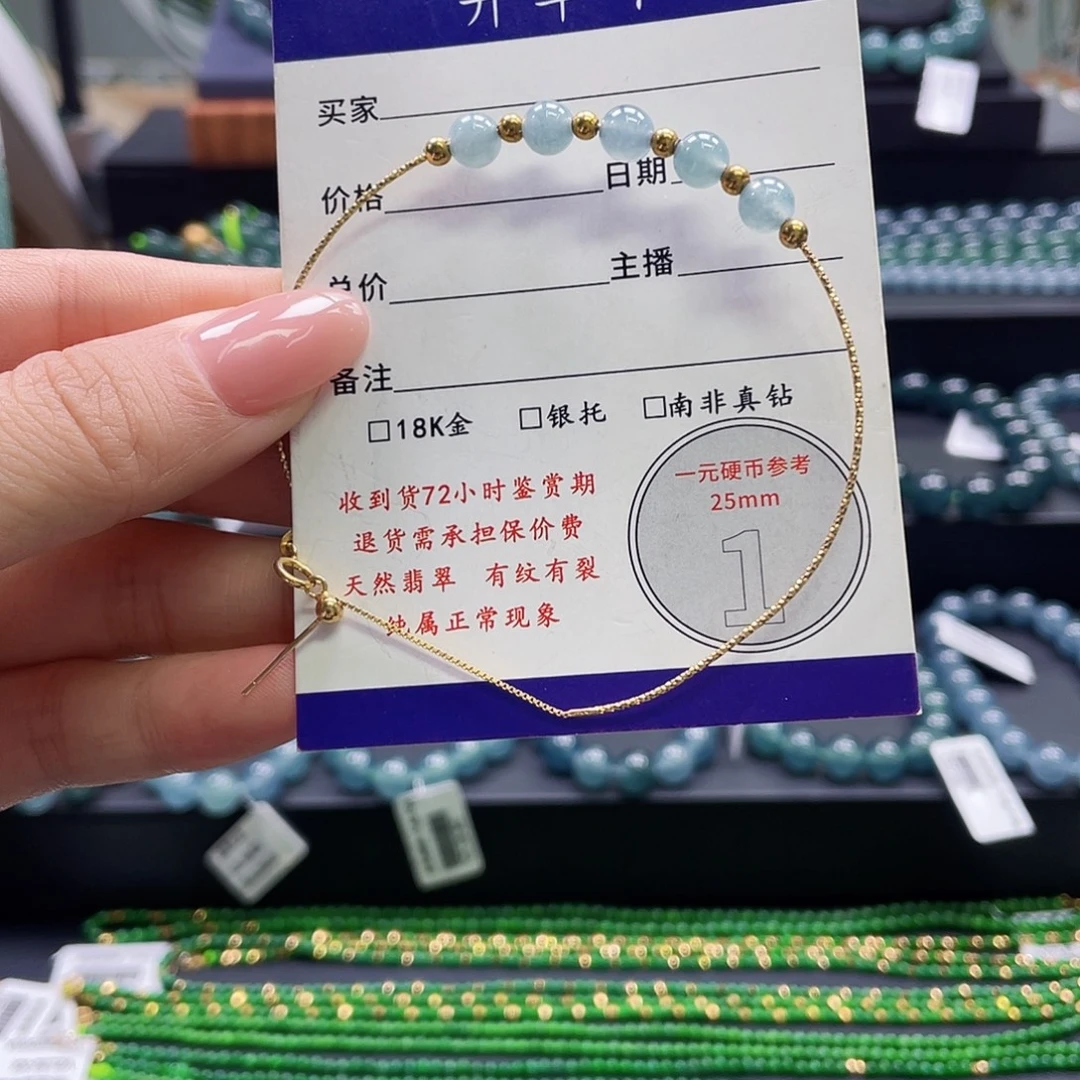 买家
价格 日期
总价 主播
备注
□18K金 □银托 □南非真钻
收到货72小时鉴赏期
退货需承担保价费
天然翡翠 有纹有裂
纯属正常现象
一元硬币参考
25mm
1